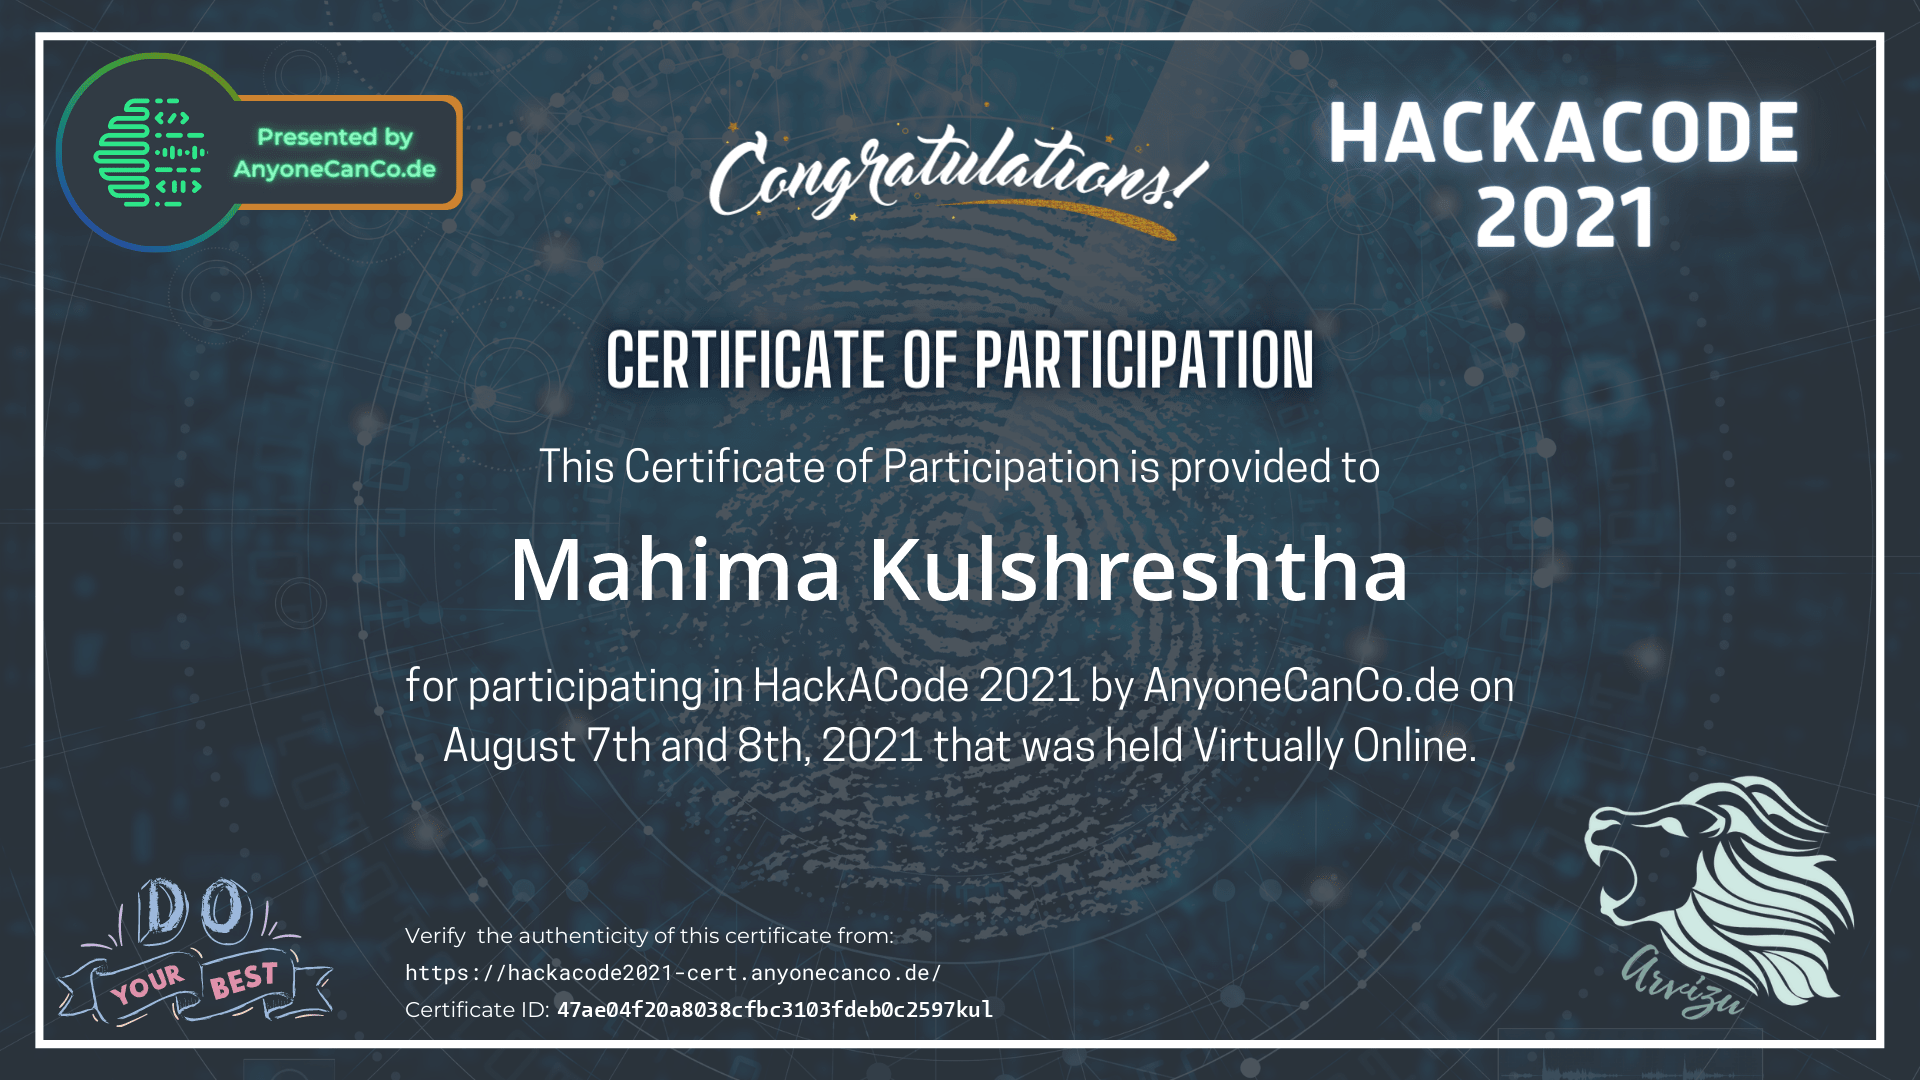 Presented by
AnyoneCanCo.de
Congratulations!
HACKACODE
2021
CERTIFICATE OF PARTICIPATION
This Certificate of Participation is provided to
Mahima Kulshreshtha
for participating in HackACode 2021 by AnyoneCanCo.de on
August 7th and 8th, 2021 that was held Virtually Online.
DO
YOUR BEST
Verify the authenticity of this certificate from:
https://hackacode2021-cert.anyonecanco.de/
Certificate ID: 47ae04f20a8038cfbc3103fdeb0c2597kul
Arvizu